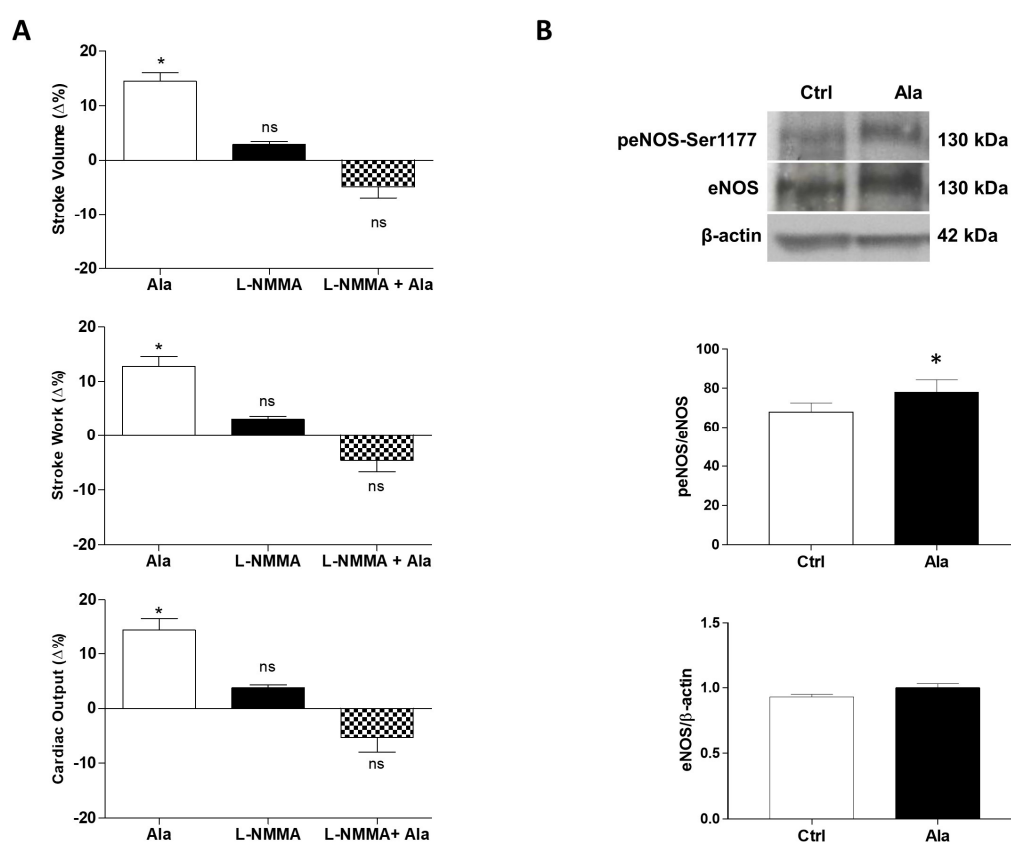 A
Stroke Volume (Δ%)
20
10
0
-10
-20
*
ns
ns
Ala L-NMMA L-NMMA + Ala
Stroke Work (Δ%)
20
10
0
-10
-20
*
ns
ns
Ala L-NMMA L-NMMA + Ala
Cardiac Output (Δ%)
20
10
0
-10
-20
*
ns
ns
Ala L-NMMA L-NMMA+ Ala
B
Ctrl Ala
peNOS-Ser1177 130 kDa
eNOS 130 kDa
β-actin 42 kDa
peNOS/eNOS
100
80
60
40
20
0
*
Ctrl Ala
eNOS/β-actin
1.5
1.0
0.5
0.0
Ctrl Ala